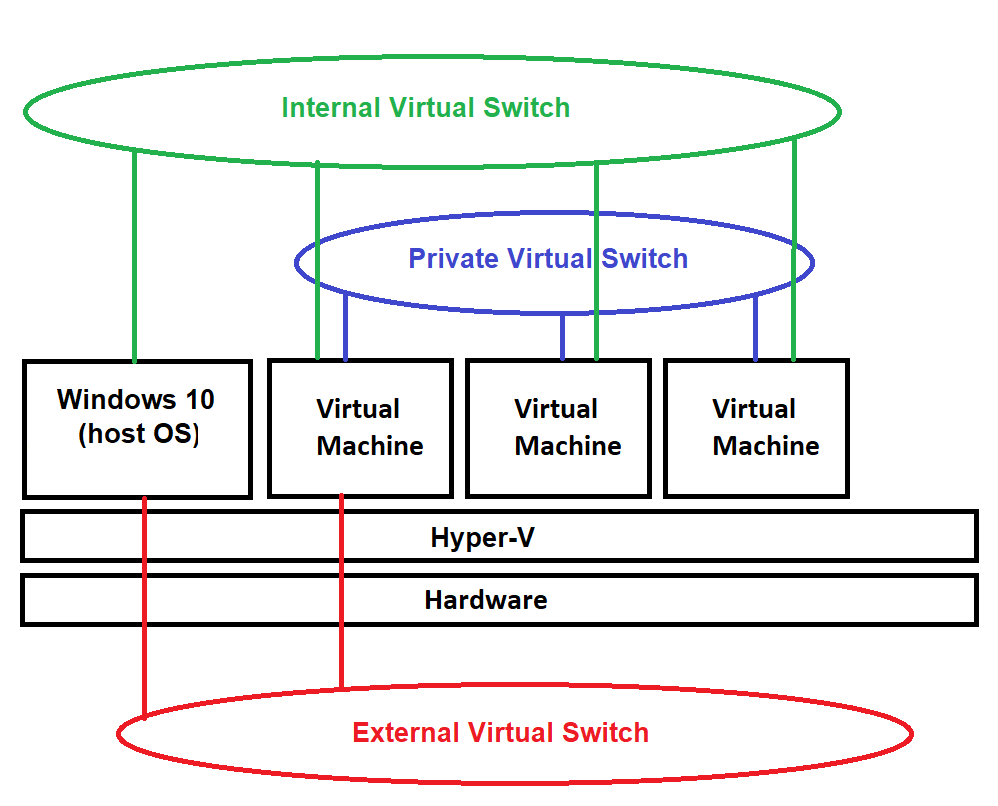 Internal Virtual Switch
Private Virtual Switch
Windows 10
(host OS)
Virtual
Machine
Virtual
Machine
Virtual
Machine
Hyper-V
Hardware
External Virtual Switch